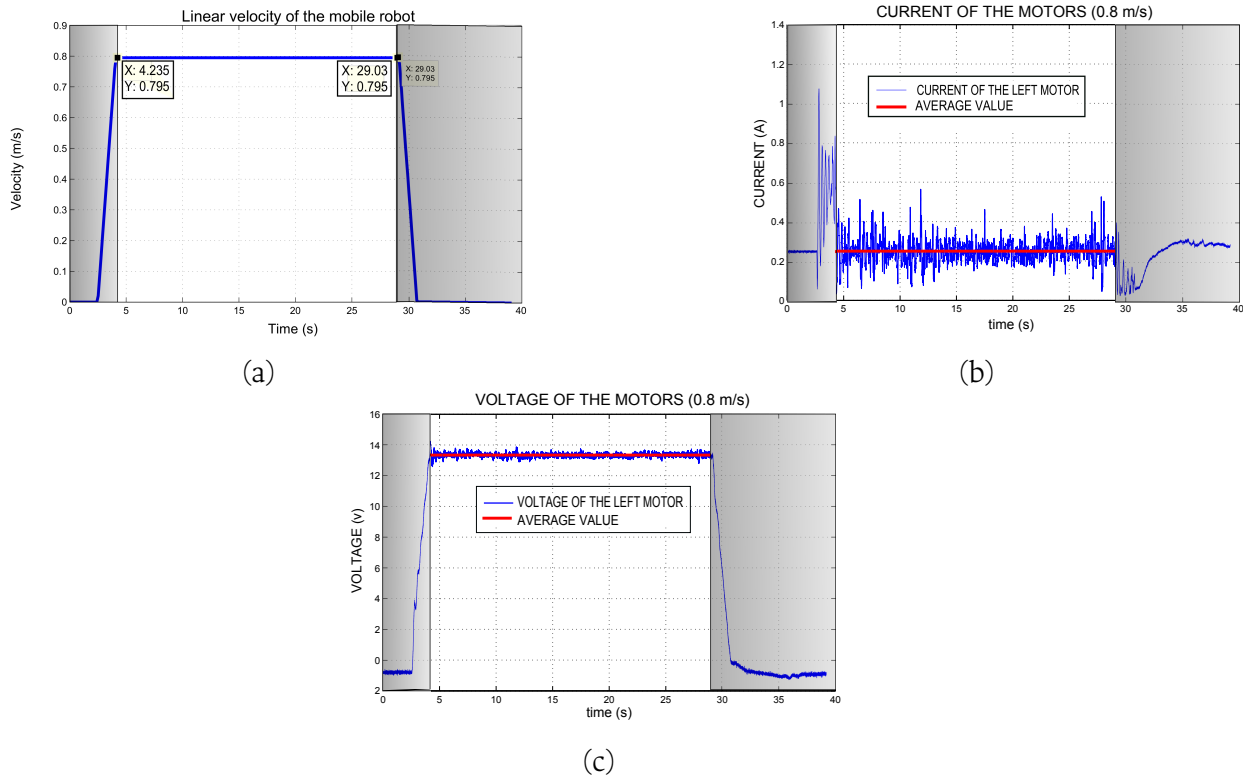 Linear velocity of the mobile robot
0.9
0.8
0.7
0.6
0.5
0.4
0.3
0.2
0.1
0
Velocity (m/s)
X: 4.235
Y: 0.795
X: 29.03
Y: 0.795
X: 29.03
Y: 0.795
0 5 10 15 20 25 30 35 40
Time (s)
(a)
CURRENT OF THE MOTORS (0.8 m/s)
1.4
1.2
1
0.8
0.6
0.4
0.2
0
CURRENT (A)
CURRENT OF THE LEFT MOTOR
AVERAGE VALUE
0 5 10 15 20 25 30 35 40
time (s)
(b)
VOLTAGE OF THE MOTORS (0.8 m/s)
16
14
12
10
8
6
4
2
0
2
VOLTAGE (v)
VOLTAGE OF THE LEFT MOTOR
AVERAGE VALUE
0 5 10 15 20 25 30 35 40
time (s)
(c)